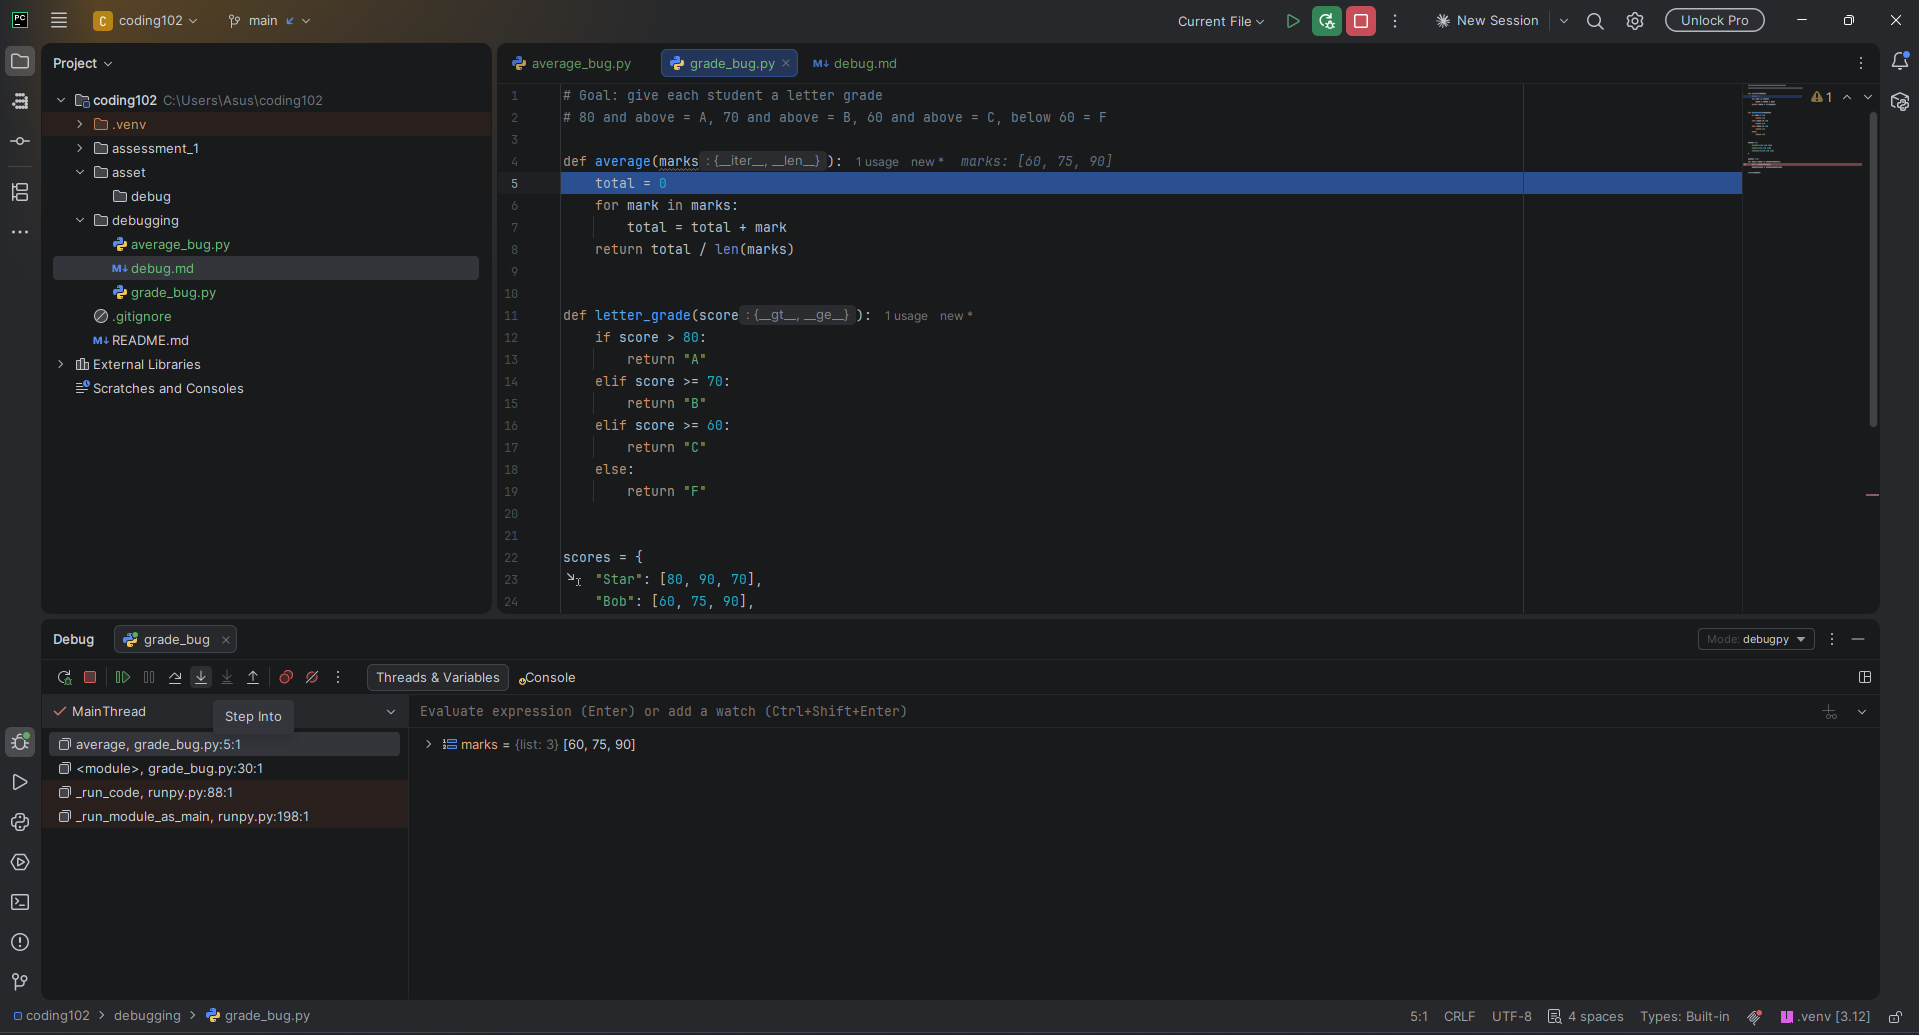 PC
C coding102
main
Current File
New Session
Unlock Pro
Project
coding102 C:\Users\Asus\coding102
.venv
assessment_1
asset
debug
debugging
average_bug.py
M↓ debug.md
grade_bug.py
.gitignore
M↓ README.md
External Libraries
Scratches and Consoles
average_bug.py
grade_bug.py
M↓ debug.md
1
1 # Goal: give each student a letter grade
2 # 80 and above = A, 70 and above = B, 60 and above = C, below 60 = F
3
4 def average(marks : {__iter__, __len__} ): 1 usage new * marks: [60, 75, 90]
5 total = 0
6 for mark in marks:
7 total = total + mark
8 return total / len(marks)
9
10
11 def letter_grade(score : {__gt__, __ge__} ): 1 usage new *
12 if score > 80:
13 return "A"
14 elif score >= 70:
15 return "B"
16 elif score >= 60:
17 return "C"
18 else:
19 return "F"
20
21
22 scores = {
23 "Star": [80, 90, 70],
24 "Bob": [60, 75, 90],
Debug
grade_bug
Mode: debugpy
Threads & Variables
Console
MainThread
Step Into
average, grade_bug.py:5:1
<module>, grade_bug.py:30:1
_run_code, runpy.py:88:1
_run_module_as_main, runpy.py:198:1
Evaluate expression (Enter) or add a watch (Ctrl+Shift+Enter)
marks = {list: 3} [60, 75, 90]
coding102 > debugging > grade_bug.py
5:1 CRLF UTF-8 4 spaces Types: Built-in .venv [3.12]